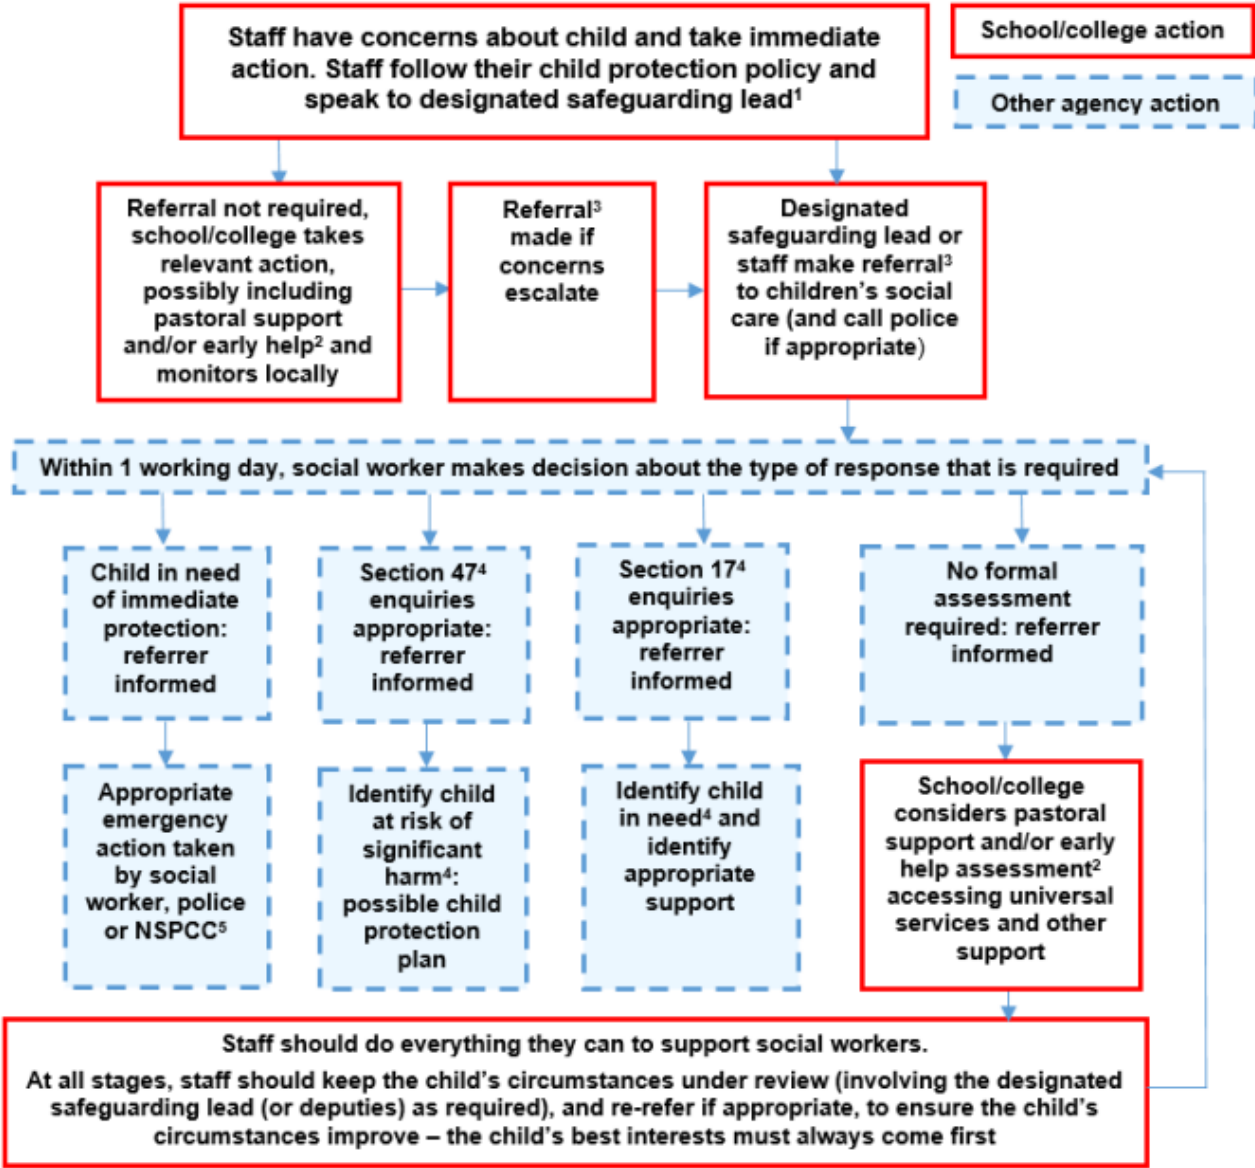 Staff have concerns about child and take immediate
action. Staff follow their child protection policy and
speak to designated safeguarding lead¹
School/college action
Other agency action
Referral not required,
school/college takes
relevant action,
possibly including
pastoral support
and/or early help² and
monitors locally
Referral³
made if
concerns
escalate
Designated
safeguarding lead or
staff make referral³
to children's social
care (and call police
if appropriate)
Within 1 working day, social worker makes decision about the type of response that is required
Child in need
of immediate
protection:
referrer
informed
Section 47⁴
enquiries
appropriate:
referrer
informed
Section 17⁴
enquiries
appropriate:
referrer
informed
No formal
assessment
required: referrer
informed
Appropriate
emergency
action taken
by social
worker, police
or NSPCC⁵
Identify child
at risk of
significant
harm⁴:
possible child
protection
plan
Identify child
in need⁴ and
identify
appropriate
support
School/college
considers pastoral
support and/or early
help assessment²
accessing universal
services and other
support
Staff should do everything they can to support social workers.
At all stages, staff should keep the child's circumstances under review (involving the designated
safeguarding lead (or deputies) as required), and re-refer if appropriate, to ensure the child's
circumstances improve – the child's best interests must always come first